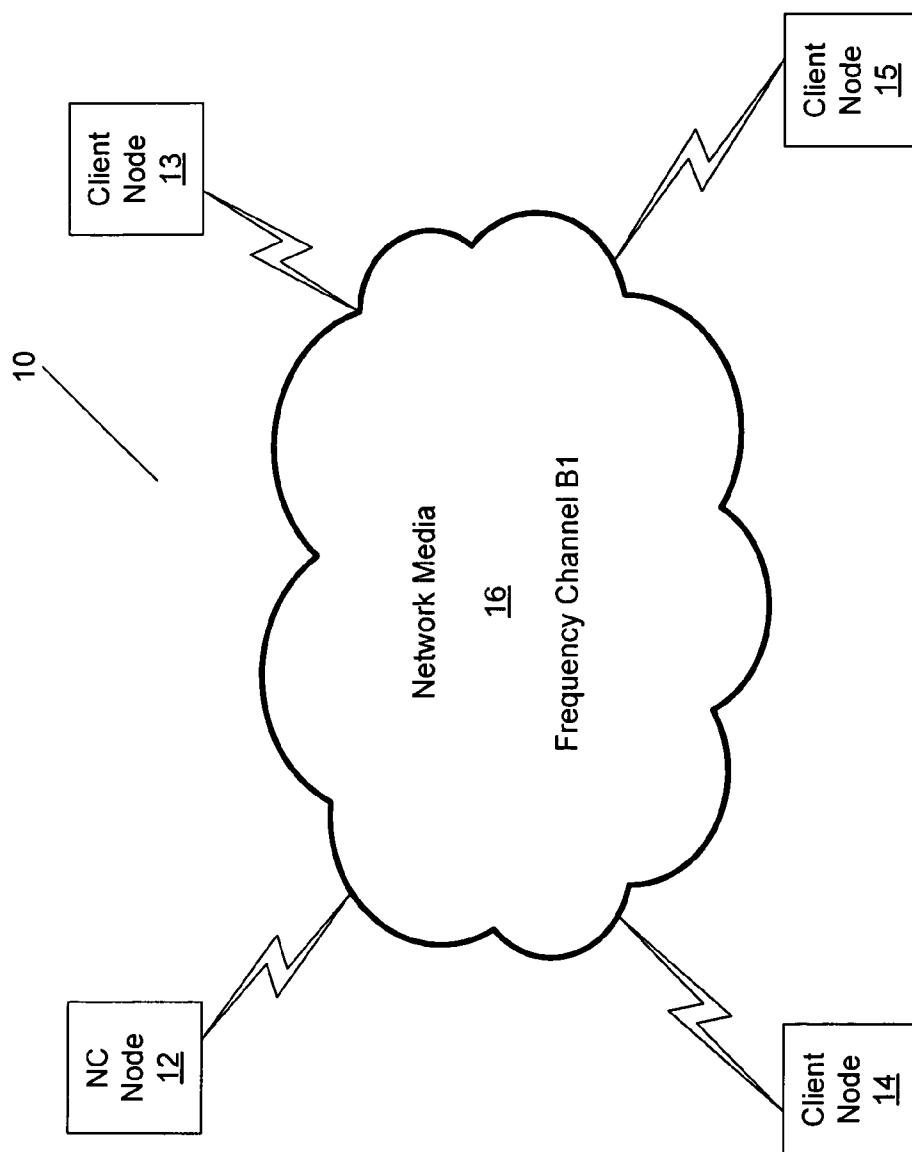 10
NC
Node
12
Client
Node
13
Network Media
16
Frequency Channel B1
Client
Node
14
Client
Node
15